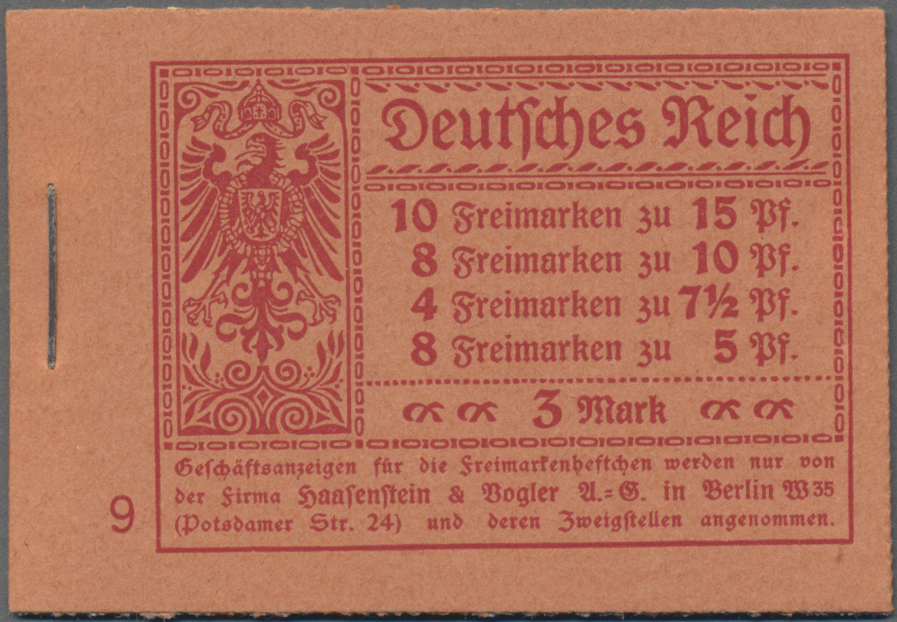 Deutſches Reich
10 Freimarken zu 15 Pf.
8 Freimarken zu 10 Pf.
4 Freimarken zu 7½ Pf.
8 Freimarken zu 5 Pf.
3 Mark
Geſchäftsanzeigen für die Freimarkenheftchen werden nur von
der Firma Haaſenſtein & Vogler A.=G. in Berlin W 35
(Potsdamer Str. 24) und deren Zweigſtellen angenommen.
9